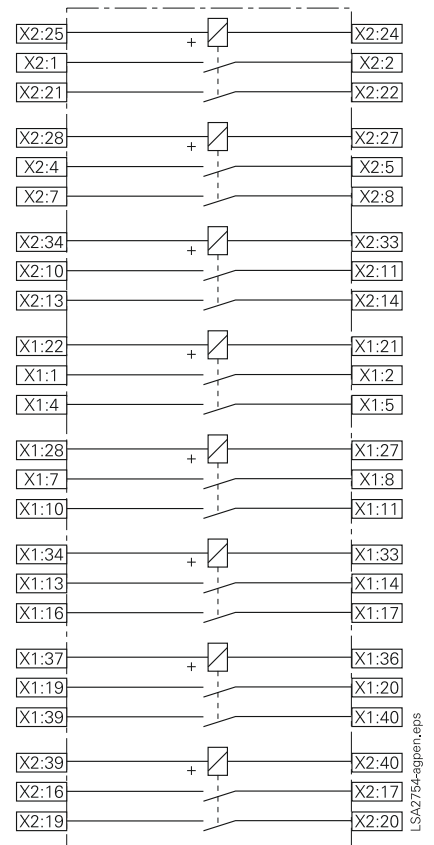 X2:25 + X2:24
X2:1 X2:2
X2:21 X2:22
X2:28 + X2:27
X2:4 X2:5
X2:7 X2:8
X2:34 + X2:33
X2:10 X2:11
X2:13 X2:14
X1:22 + X1:21
X1:1 X1:2
X1:4 X1:5
X1:28 + X1:27
X1:7 X1:8
X1:10 X1:11
X1:34 + X1:33
X1:13 X1:14
X1:16 X1:17
X1:37 + X1:36
X1:19 X1:20
X1:39 X1:40
X2:39 + X2:40
X2:16 X2:17
X2:19 X2:20
LSA2754-agpen.eps